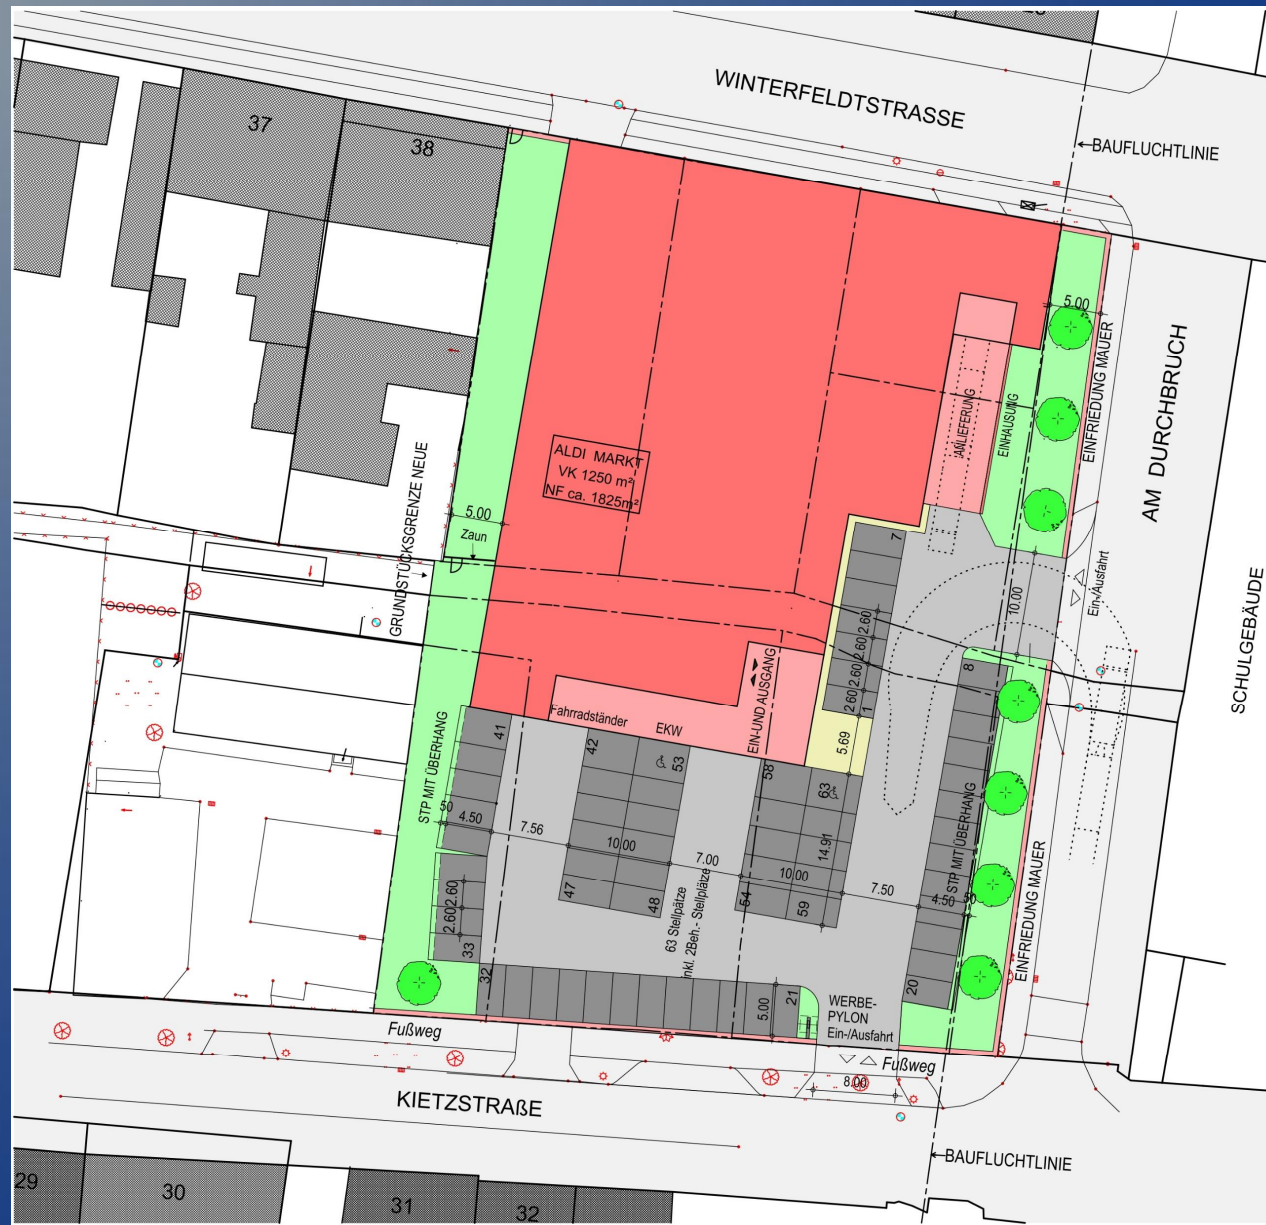 WINTERFELDTSTRASSE
BAUFLUCHTLINIE
37
38
5.00
EINFRIEDUNG MAUER
AM DURCHBRUCH
ANLIEFERUNG
EINHAUSUNG
ALDI MARKT
VK 1250 m²
NF ca. 1825m²
GRUNDSTÜCKSGRENZE NEUE
5.00
Zaun
7
10.00
Ein-/Ausfahrt
SCHULGEBÄUDE
2.60
2.60
2.60
2.60
1
8
EIN-UND AUSGANG
Fahrradständer
EKW
5.69
STP MIT ÜBERHANG
41
42
53
58
63
50
4.50
7.56
10.00
7.00
10.00
14.91
7.50
4.50
50
STP MIT ÜBERHANG
47
48
54
59
2.60
2.60
33
63 Stellpätze
inkl. 2Beh.- Stellplätze
EINFRIEDUNG MAUER
32
5.00
21
20
WERBE-
PYLON
Ein-/Ausfahrt
Fußweg
Fußweg
8.00
KIETZSTRAßE
BAUFLUCHTLINIE
29
30
31
32